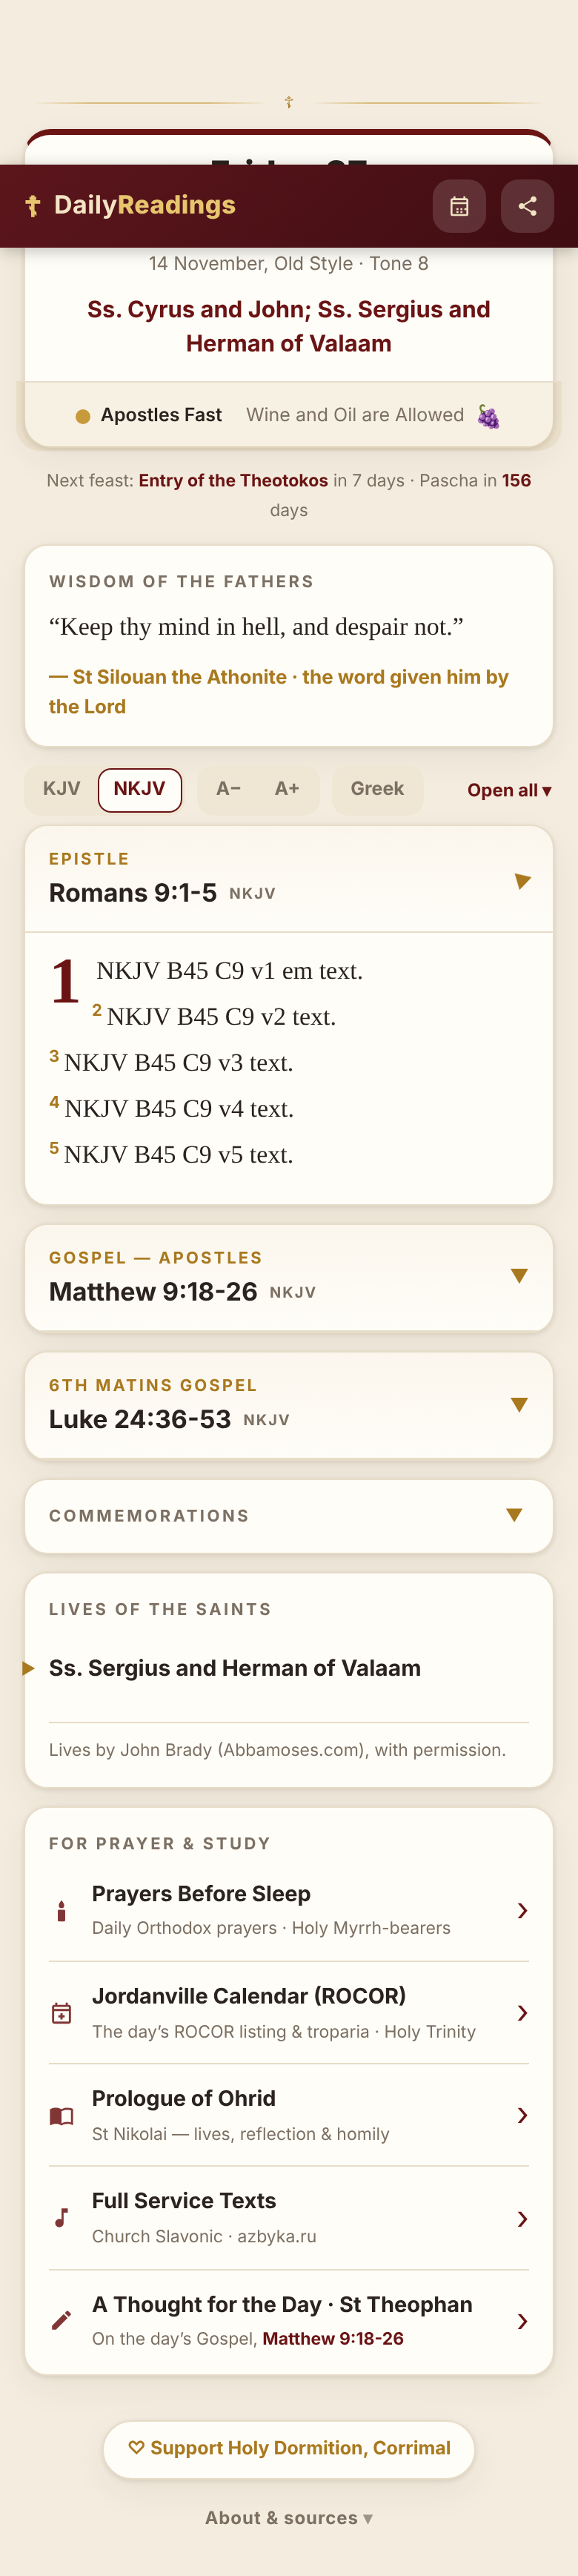 DailyReadings
14 November, Old Style · Tone 8
Ss. Cyrus and John; Ss. Sergius and
Herman of Valaam
Apostles Fast Wine and Oil are Allowed
Next feast: Entry of the Theotokos in 7 days · Pascha in 156
days
WISDOM OF THE FATHERS
“Keep thy mind in hell, and despair not.”
— St Silouan the Athonite · the word given him by
the Lord
KJV NKJV A− A+ Greek Open all ▾
EPISTLE
Romans 9:1-5 NKJV
1 NKJV B45 C9 v1 em text.
2 NKJV B45 C9 v2 text.
3 NKJV B45 C9 v3 text.
4 NKJV B45 C9 v4 text.
5 NKJV B45 C9 v5 text.
GOSPEL — APOSTLES
Matthew 9:18-26 NKJV
6TH MATINS GOSPEL
Luke 24:36-53 NKJV
COMMEMORATIONS
LIVES OF THE SAINTS
Ss. Sergius and Herman of Valaam
Lives by John Brady (Abbamoses.com), with permission.
FOR PRAYER & STUDY
Prayers Before Sleep
Daily Orthodox prayers · Holy Myrrh-bearers
Jordanville Calendar (ROCOR)
The day’s ROCOR listing & troparia · Holy Trinity
Prologue of Ohrid
St Nikolai — lives, reflection & homily
Full Service Texts
Church Slavonic · azbyka.ru
A Thought for the Day · St Theophan
On the day’s Gospel, Matthew 9:18-26
♡ Support Holy Dormition, Corrimal
About & sources ▾